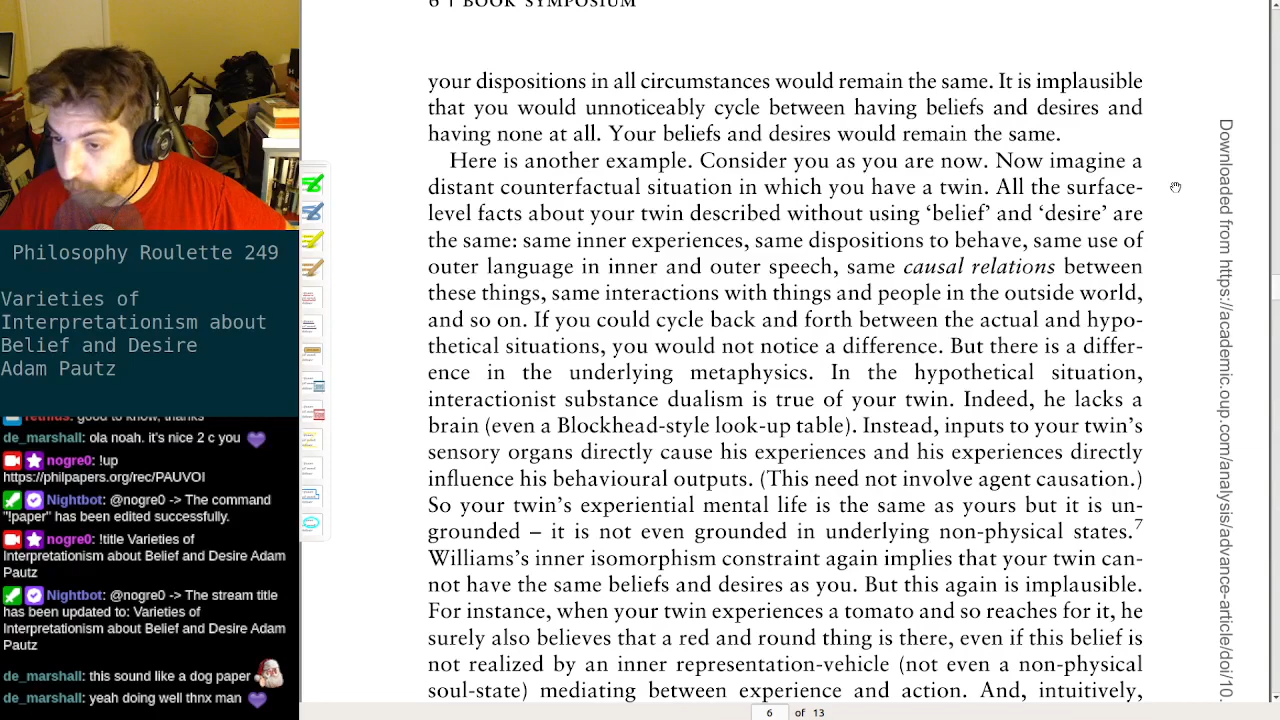 6 | BOOK SYMPOSIUM
your dispositions in all circumstances would remain the same. It is implausible
that you would unnoticeably cycle between having beliefs and desires and
having none at all. Your beliefs and desires would remain the same.
Here is another example. Consider you as you are now. Now imagine a
distant counterfactual situation in which you have a twin. All the surface-
level facts about your twin described without using ‘belief’ and ‘desire’ are
the same: same inner experiences, same dispositions to behave, same use of
outer language in inner and outer speech, same causal relations between
these things, same interactions with things and people in the outside world,
and so on. If you could cycle back and forth between the actual and hypo-
thetical situations, you would not notice a difference. But there is a differ-
ence in the underlying metaphysics. In the hypothetical situation,
interactionist substance dualism is true of your twin. Indeed, he lacks a
brain (even a Blockhead-style look-up table). Instead, inputs to your twin’s
sensory organs directly cause his experiences and his experiences directly
influence his behavioural outputs. (This need not involve agent causation.)
So your twin’s experiential life is the same as yours but it is un-
grounded – it is not even grounded in underlying non-physical states.
Williams’s inner isomorphism constraint again implies that your twin can-
not have the same beliefs and desires as you. But this again is implausible.
For instance, when your twin experiences a tomato and so reaches for it, he
surely also believes that a red and round thing is there, even if this belief is
not realized by an inner representation-vehicle (not even a non-physical
soul-state) mediating between experience and action. And, intuitively,
Downloaded from https://academic.oup.com/analysis/advance-article/doi/10.
6 of 13
Philosophy Roulette 249
Varieties of
Interpretationism about
Belief and Desire
Adam Pautz
good to know, thanks
de_marshall: ola nrah. it's nice 2 c you
nogre0: !up
https://philpapers.org/rec/PAUVOI
Nightbot: @nogre0 -> The command
"!paper" has been edited successfully.
nogre0: !title Varieties of
Interpretationism about Belief and Desire Adam
Pautz
Nightbot: @nogre0 -> The stream title
has been updated to: Varieties of
Interpretationism about Belief and Desire Adam
Pautz
de_marshall: this sound like a dog paper
de_marshall: yeah doing well thnx man